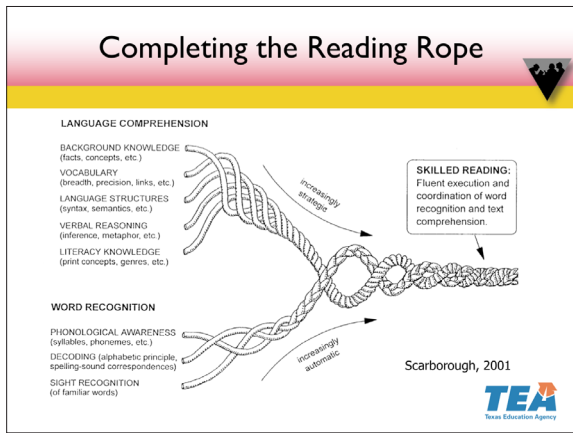 Completing the Reading Rope
LANGUAGE COMPREHENSION
BACKGROUND KNOWLEDGE
(facts, concepts, etc.)
VOCABULARY
(breadth, precision, links, etc.)
LANGUAGE STRUCTURES
(syntax, semantics, etc.)
VERBAL REASONING
(inference, metaphor, etc.)
LITERACY KNOWLEDGE
(print concepts, genres, etc.)
increasingly
strategic
SKILLED READING:
Fluent execution and
coordination of word
recognition and text
comprehension.
WORD RECOGNITION
PHONOLOGICAL AWARENESS
(syllables, phonemes, etc.)
DECODING (alphabetic principle,
spelling-sound correspondences)
SIGHT RECOGNITION
(of familiar words)
increasingly
automatic
Scarborough, 2001
TEA
Texas Education Agency